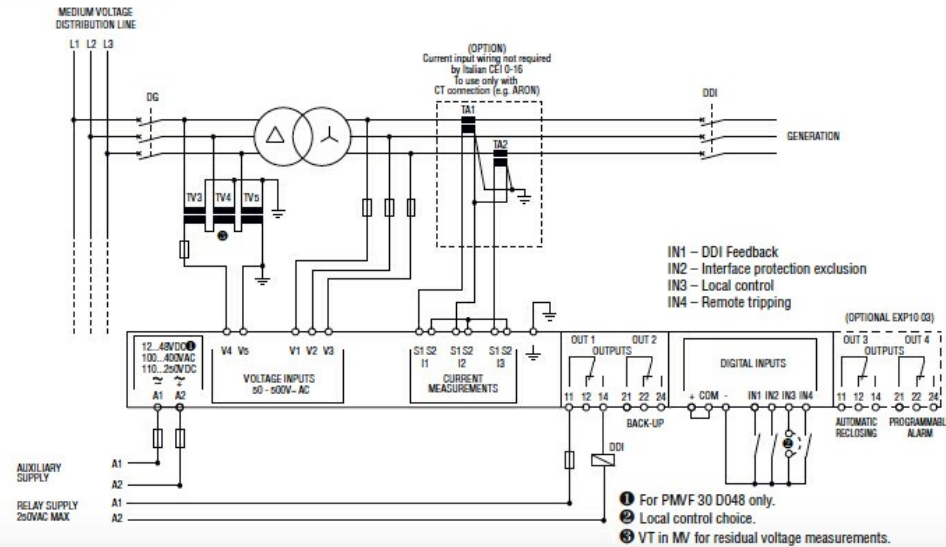 MEDIUM VOLTAGE
DISTRIBUTION LINE
L1 L2 L3
DG
(OPTION)
Current input wiring not required
by Italian CEI 0-16
To use only with
CT connection (e.g. ARON)
TA1
TA2
DDI
GENERATION
TV3 TV4 TV5
❸
IN1 – DDI Feedback
IN2 – Interface protection exclusion
IN3 – Local control
IN4 – Remote tripping
(OPTIONAL EXP10 03)
12...48VDC❶
100...400VAC
110...250VDC
~ ~
- +
A1 A2
V4 V5 V1 V2 V3
VOLTAGE INPUTS
50 - 500V~ AC
S1 S2 S1 S2 S1 S2
I1 I2 I3
CURRENT
MEASUREMENTS
OUT 1 OUT 2
OUTPUTS
11 12 14 21 22 24
BACK-UP
DIGITAL INPUTS
+ COM - IN1 IN2 IN3 IN4
❷
OUT 3 OUT 4
OUTPUTS
11 12 14 21 22 24
AUTOMATIC
RECLOSING
PROGRAMMABL
ALARM
DDI
AUXILIARY
SUPPLY
A1
A2
RELAY SUPPLY
250VAC MAX
A1
A2
❶ For PMVF 30 D048 only.
❷ Local control choice.
❸ VT in MV for residual voltage measurements.